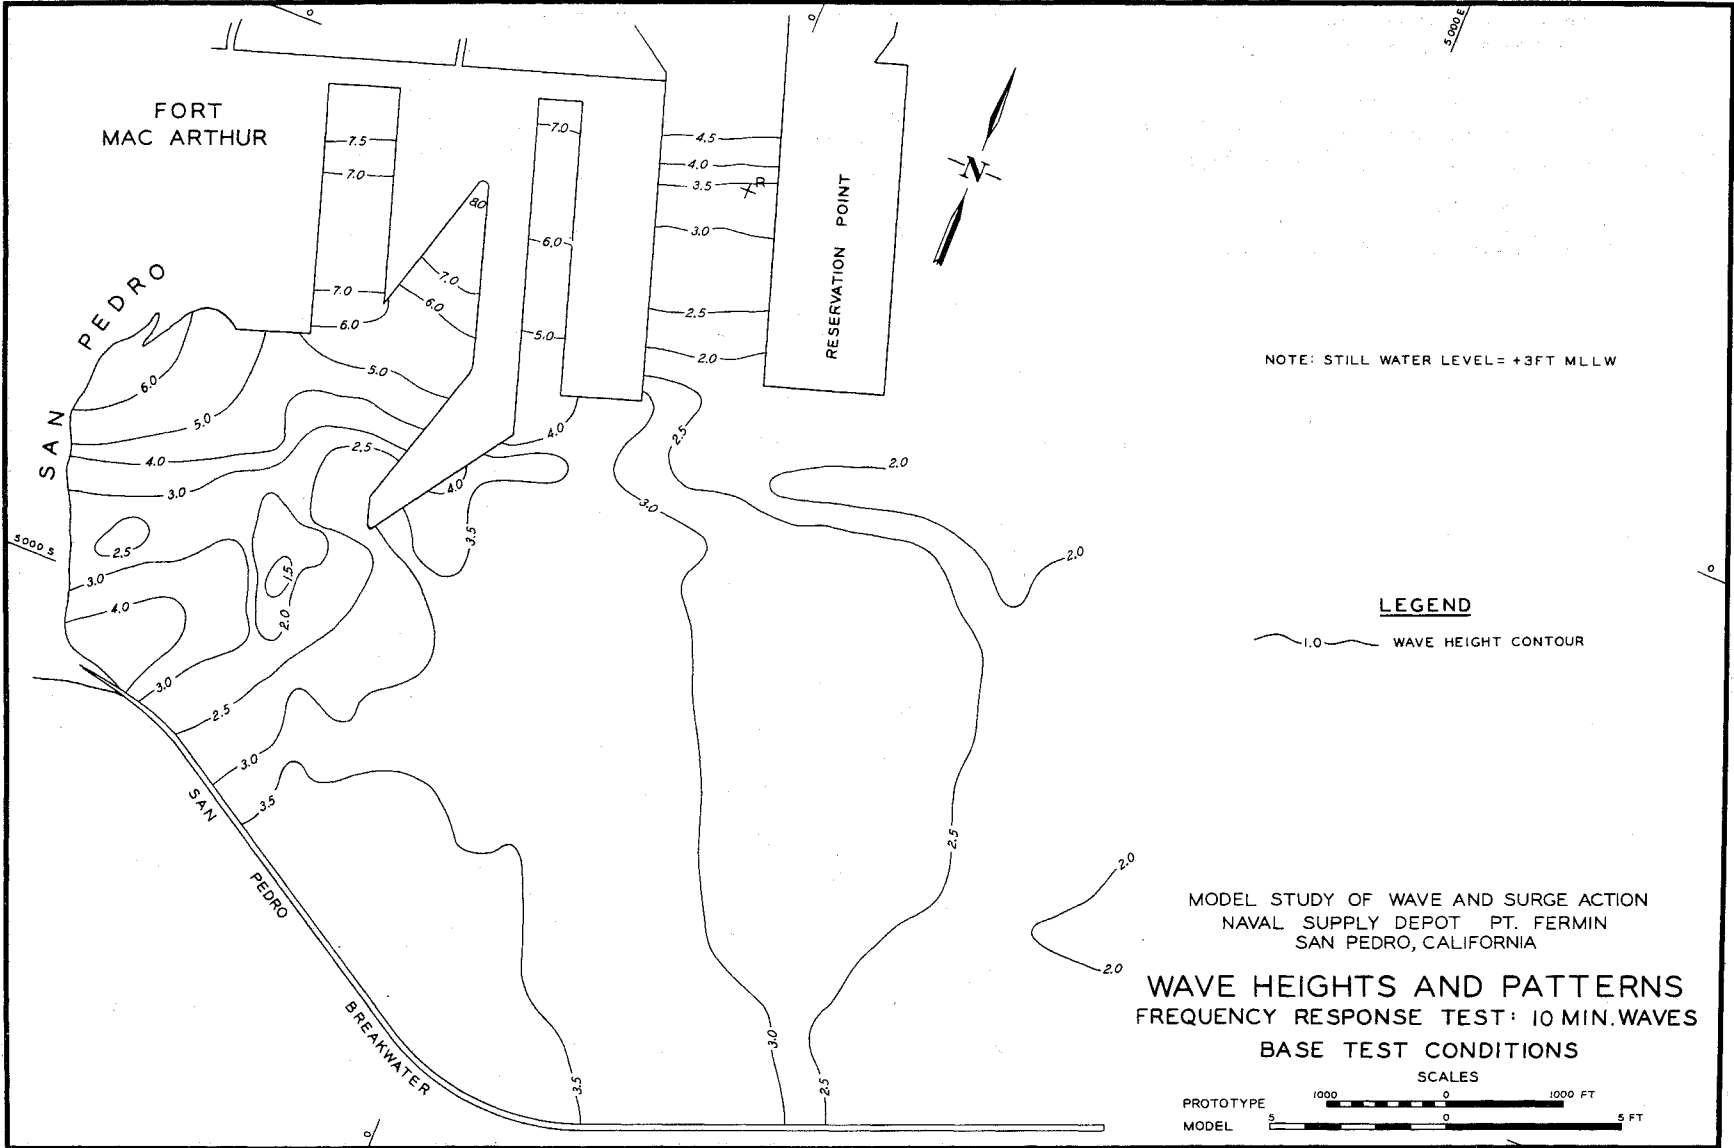 0
0
5000 E
FORT
MAC ARTHUR
7.5
7.0
7.0
6.0
8.0
7.0
6.0
7.0
6.0
5.0
4.5
4.0
3.5
R
3.0
2.5
2.0
RESERVATION POINT
N
SAN PEDRO
6.0
5.0
5.0
4.0
3.0
2.5
4.0
4.0
3.5
2.5
3.0
2.0
2.0
5000 S
0
2.5
3.0
4.0
1.5
2.0
3.0
2.5
3.0
3.5
SAN PEDRO BREAKWATER
2.5
2.0
2.0
3.5
3.0
2.5
0
NOTE: STILL WATER LEVEL = +3FT MLLW
LEGEND
1.0 WAVE HEIGHT CONTOUR
MODEL STUDY OF WAVE AND SURGE ACTION
NAVAL SUPPLY DEPOT PT. FERMIN
SAN PEDRO, CALIFORNIA
WAVE HEIGHTS AND PATTERNS
FREQUENCY RESPONSE TEST: 10 MIN. WAVES
BASE TEST CONDITIONS
SCALES
PROTOTYPE 1000 0 1000 FT
MODEL 5 0 5 FT